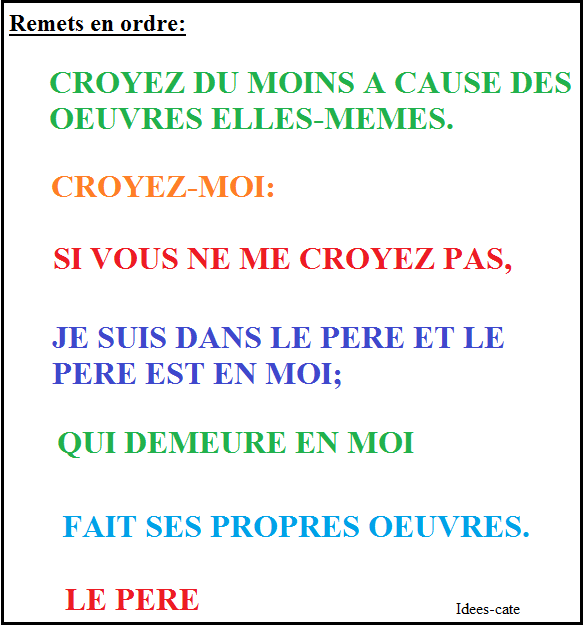 Remets en ordre:
CROYEZ DU MOINS A CAUSE DES
OEUVRES ELLES-MEMES.
CROYEZ-MOI:
SI VOUS NE ME CROYEZ PAS,
JE SUIS DANS LE PERE ET LE
PERE EST EN MOI;
QUI DEMEURE EN MOI
FAIT SES PROPRES OEUVRES.
LE PERE
Idees-cate